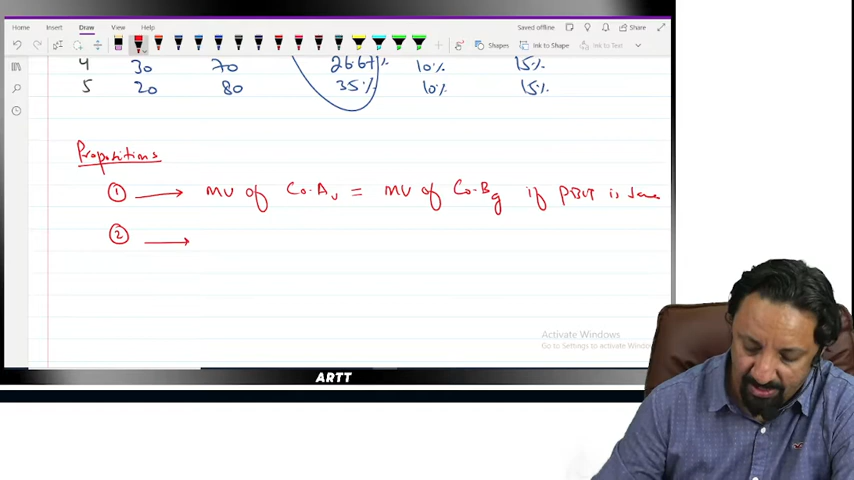 Home Insert Draw View Help Saved offline Share
Shapes Ink to Shape Ink to Text
4 30 70 26.67% 10% 15%
5 20 80 35% 10% 15%
Propositions
① → MV of Co. A u = MV of Co. B g if PBIT is same
② →
Activate Windows
Go to Settings to activate Windows
ARTT